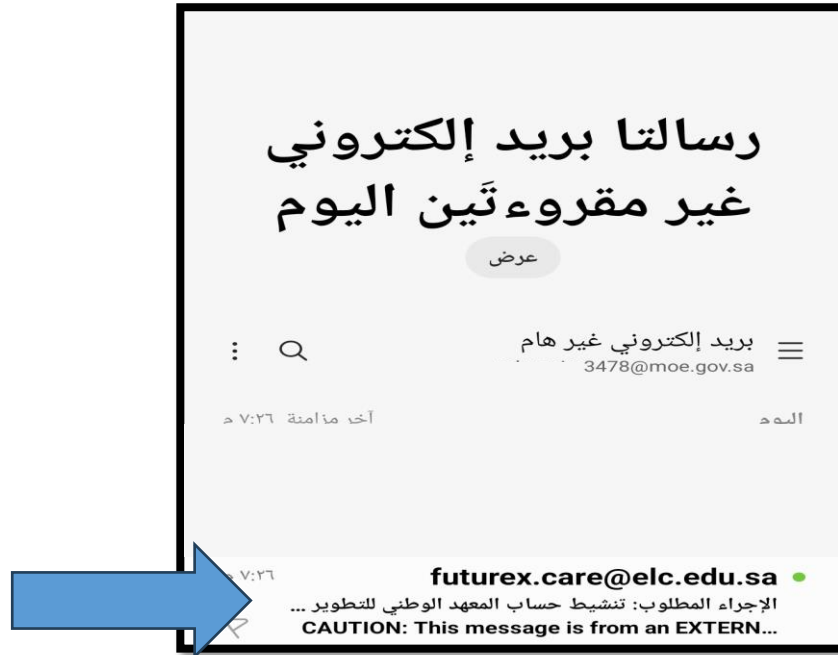 رسالتا بريد إلكتروني
غير مقروءتَين اليوم
عرض
بريد إلكتروني غير هام
3478@moe.gov.sa
اليوم
آخر مزامنة ٧:٢٦ م
futurex.care@elc.edu.sa
٧:٢٦
الإجراء المطلوب: تنشيط حساب المعهد الوطني للتطوير ...
CAUTION: This message is from an EXTERN...